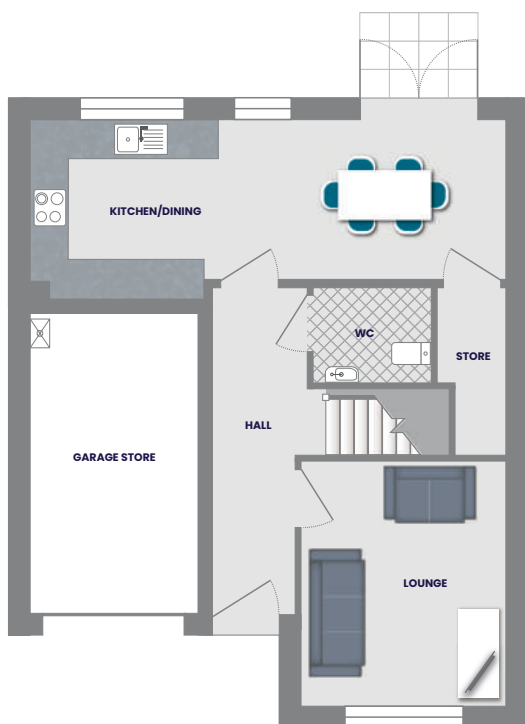 KITCHEN/DINING
WC
STORE
HALL
GARAGE STORE
LOUNGE